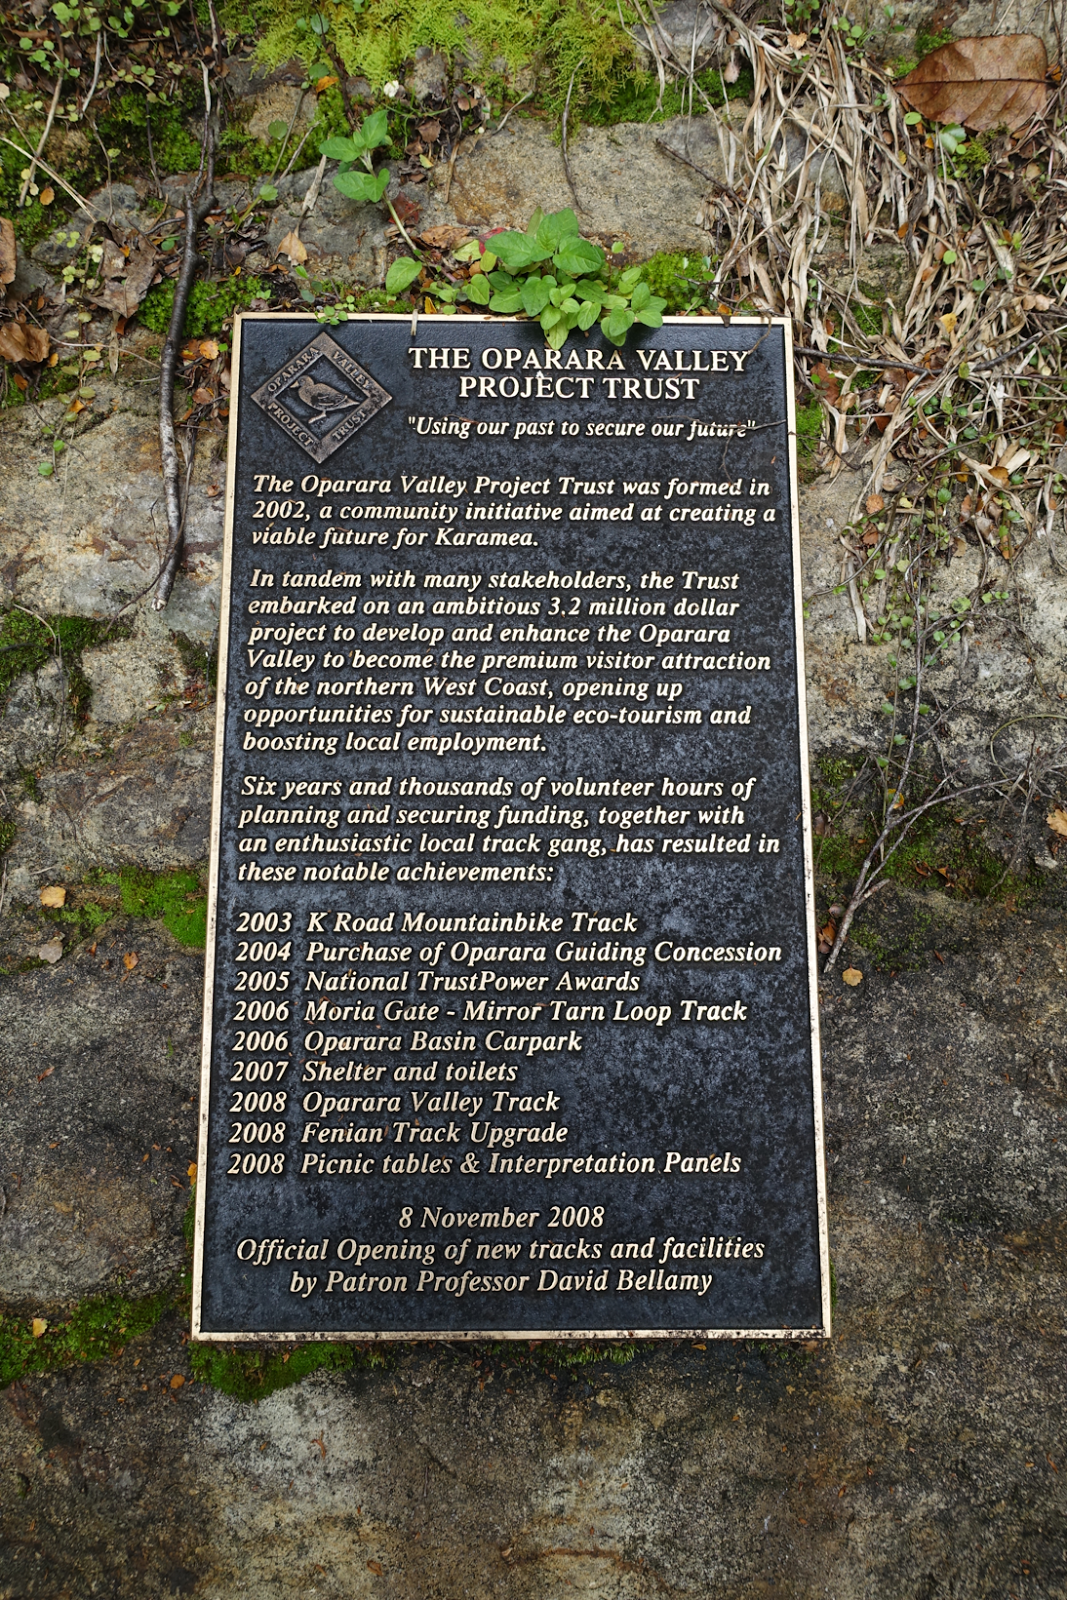 OPARARA VALLEY
PROJECT TRUST
THE OPARARA VALLEY
PROJECT TRUST
"Using our past to secure our future"
The Oparara Valley Project Trust was formed in
2002, a community initiative aimed at creating a
viable future for Karamea.
In tandem with many stakeholders, the Trust
embarked on an ambitious 3.2 million dollar
project to develop and enhance the Oparara
Valley to become the premium visitor attraction
of the northern West Coast, opening up
opportunities for sustainable eco-tourism and
boosting local employment.
Six years and thousands of volunteer hours of
planning and securing funding, together with
an enthusiastic local track gang, has resulted in
these notable achievements:
2003 K Road Mountainbike Track
2004 Purchase of Oparara Guiding Concession
2005 National TrustPower Awards
2006 Moria Gate - Mirror Tarn Loop Track
2006 Oparara Basin Carpark
2007 Shelter and toilets
2008 Oparara Valley Track
2008 Fenian Track Upgrade
2008 Picnic tables & Interpretation Panels
8 November 2008
Official Opening of new tracks and facilities
by Patron Professor David Bellamy